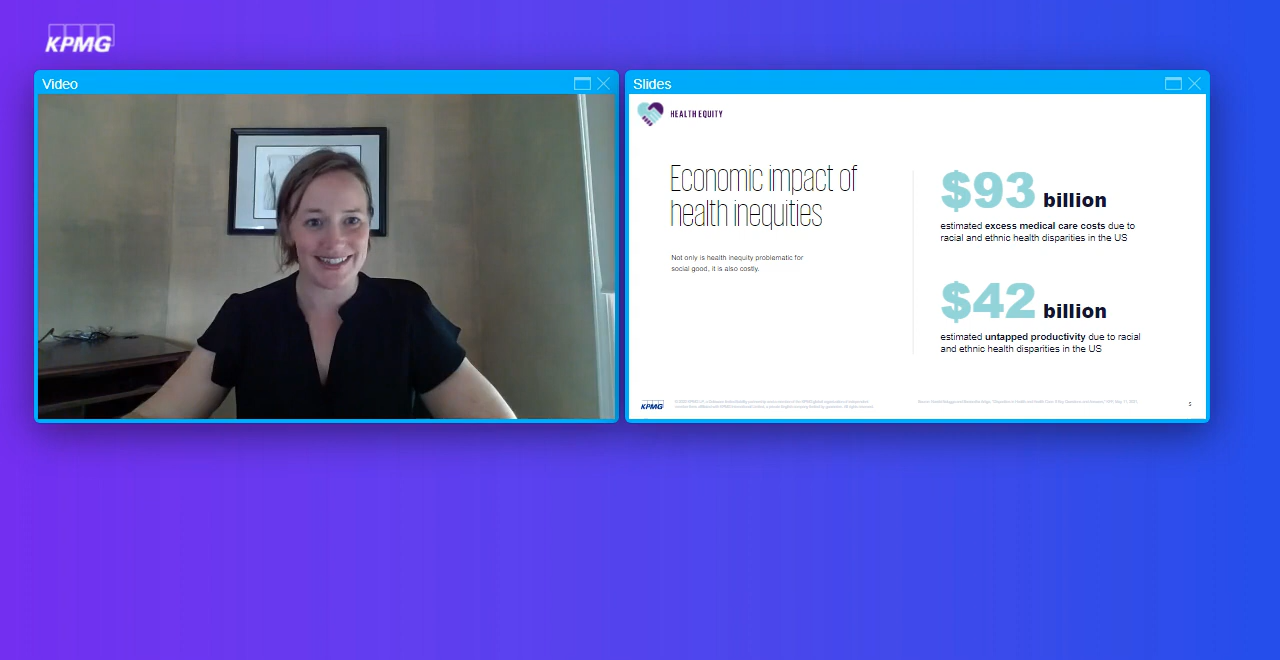 KPMG
Video
Slides
HEALTH EQUITY
Economic impact of
health inequities
Not only is health inequity problematic for
social good, it is also costly.
$93 billion
estimated excess medical care costs due to
racial and ethnic health disparities in the US
$42 billion
estimated untapped productivity due to racial
and ethnic health disparities in the US
KPMG
5